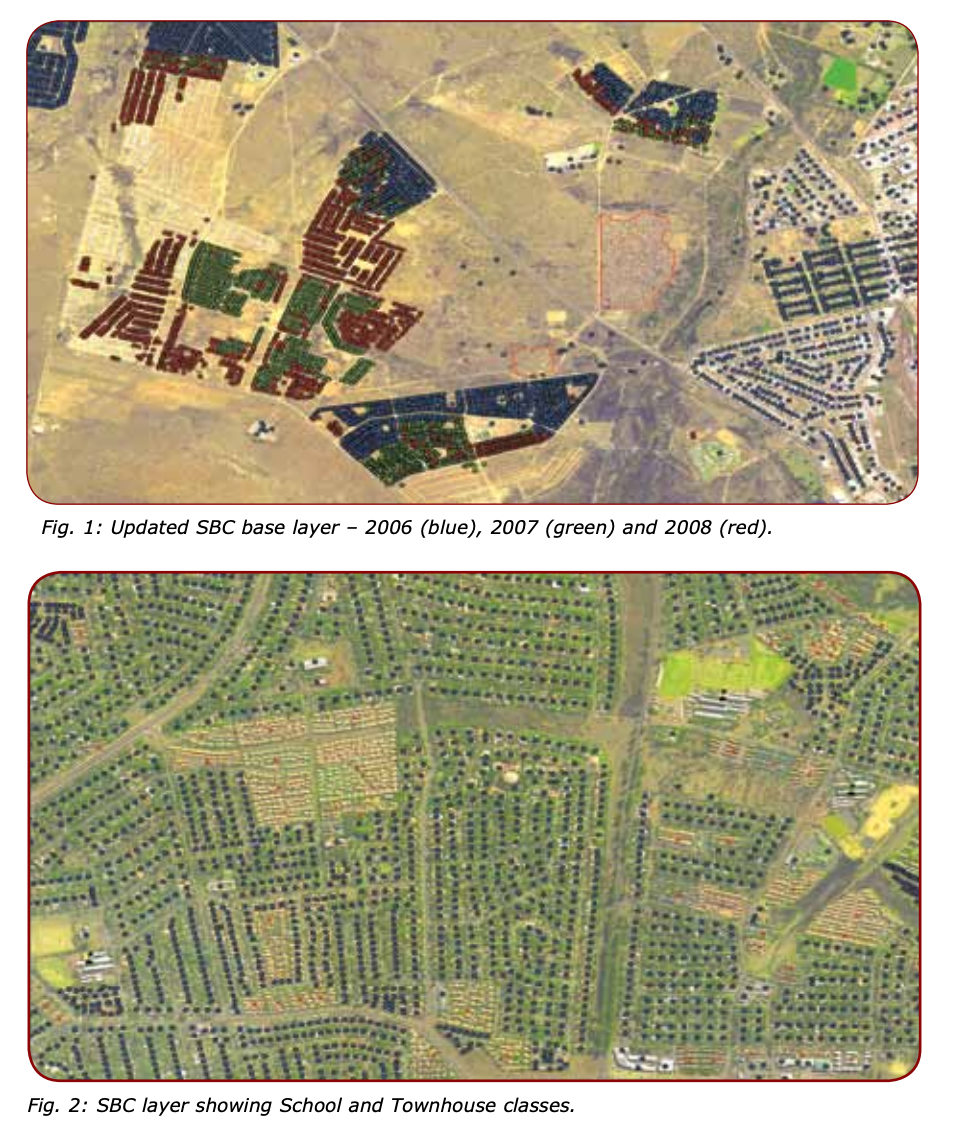 Fig. 1: Updated SBC base layer – 2006 (blue), 2007 (green) and 2008 (red).
Fig. 2: SBC layer showing School and Townhouse classes.